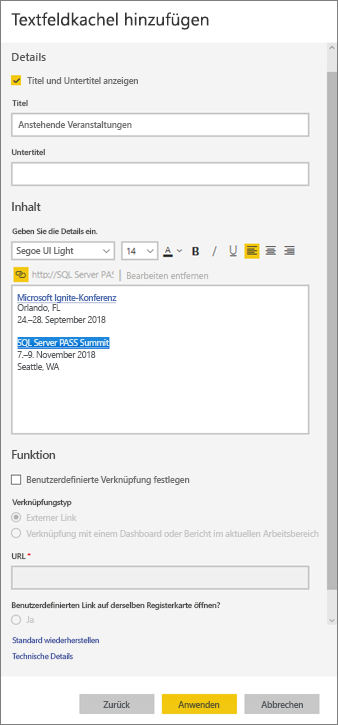 Textfeldkachel hinzufügen
Details
Titel und Untertitel anzeigen
Titel
Anstehende Veranstaltungen
Untertitel
Inhalt
Geben Sie die Details ein.
Segoe UI Light 14 A B I U
http://SQL Server PAS | Bearbeiten entfernen
Microsoft Ignite-Konferenz
Orlando, FL
24.–28. September 2018
SQL Server PASS Summit
7.–9. November 2018
Seattle, WA
Funktion
Benutzerdefinierte Verknüpfung festlegen
Verknüpfungstyp
Externer Link
Verknüpfung mit einem Dashboard oder Bericht im aktuellen Arbeitsbereich
URL *
Benutzerdefinierten Link auf derselben Registerkarte öffnen?
Ja
Standard wiederherstellen
Technische Details
Zurück Anwenden Abbrechen